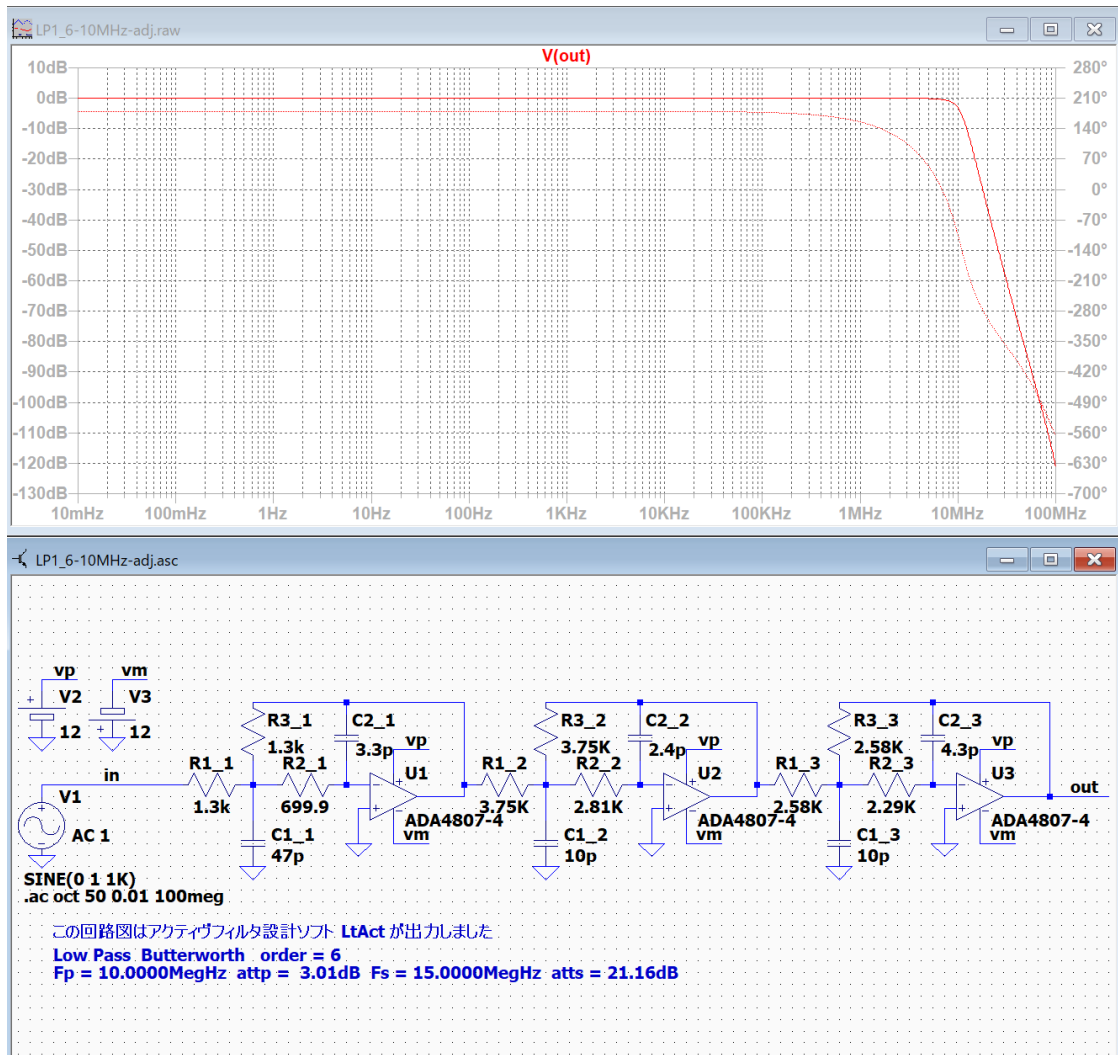 LP1_6-10MHz-adj.raw
V(out)
10dB
0dB
-10dB
-20dB
-30dB
-40dB
-50dB
-60dB
-70dB
-80dB
-90dB
-100dB
-110dB
-120dB
-130dB
280°
210°
140°
70°
0°
-70°
-140°
-210°
-280°
-350°
-420°
-490°
-560°
-630°
-700°
10mHz 100mHz 1Hz 10Hz 100Hz 1KHz 10KHz 100KHz 1MHz 10MHz 100MHz
LP1_6-10MHz-adj.asc
vp vm
V2 V3
12 12
in
V1
AC 1
SINE(0 1 1K)
.ac oct 50 0.01 100meg
R3_1
1.3k
C2_1
3.3p
R1_1
1.3k
R2_1
699.9
C1_1
47p
vp
U1
ADA4807-4
vm
R3_2
3.75K
C2_2
2.4p
R1_2
3.75K
R2_2
2.81K
C1_2
10p
vp
U2
ADA4807-4
vm
R3_3
2.58K
C2_3
4.3p
R1_3
2.58K
R2_3
2.29K
C1_3
10p
vp
U3
ADA4807-4
vm
out
この回路図はアクティヴフィルタ設計ソフト LtAct が出力しました
Low Pass Butterworth order = 6
Fp = 10.0000MegHz attp = 3.01dB Fs = 15.0000MegHz atts = 21.16dB